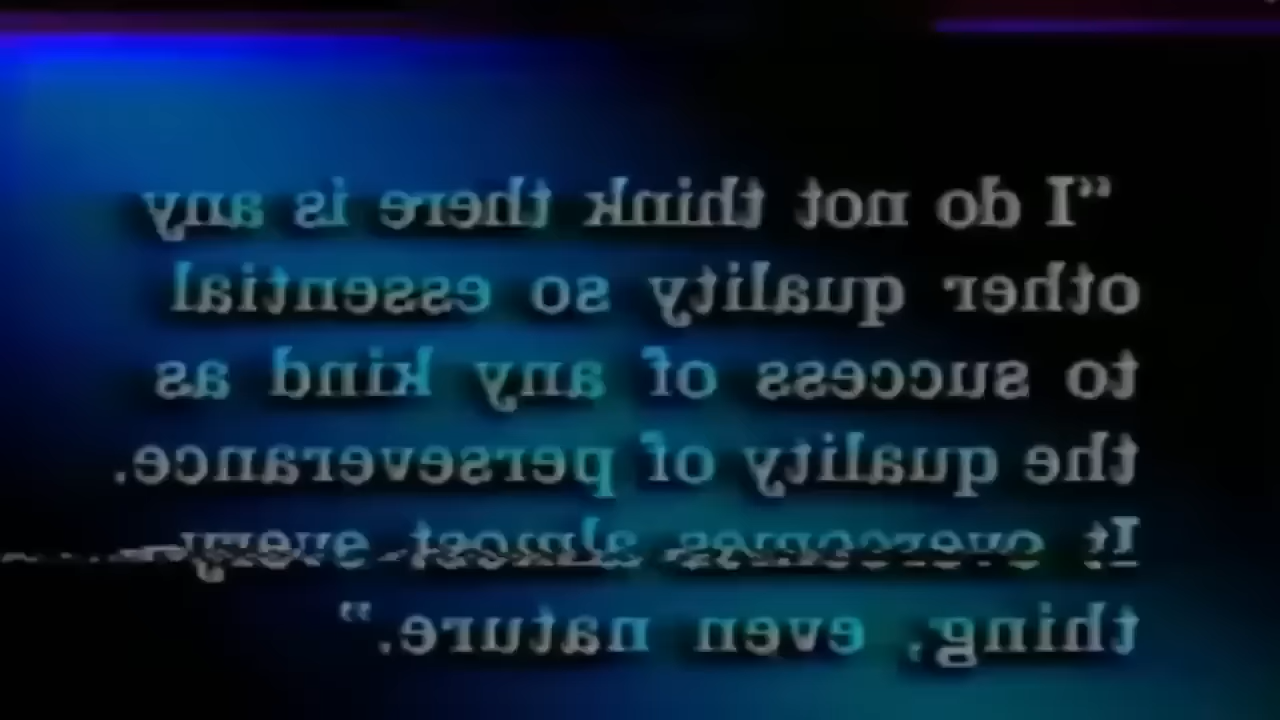 “I do not think there is any
other quality so essential
to success of any kind as
the quality of perseverance.
It overcomes almost every
thing, even nature.”